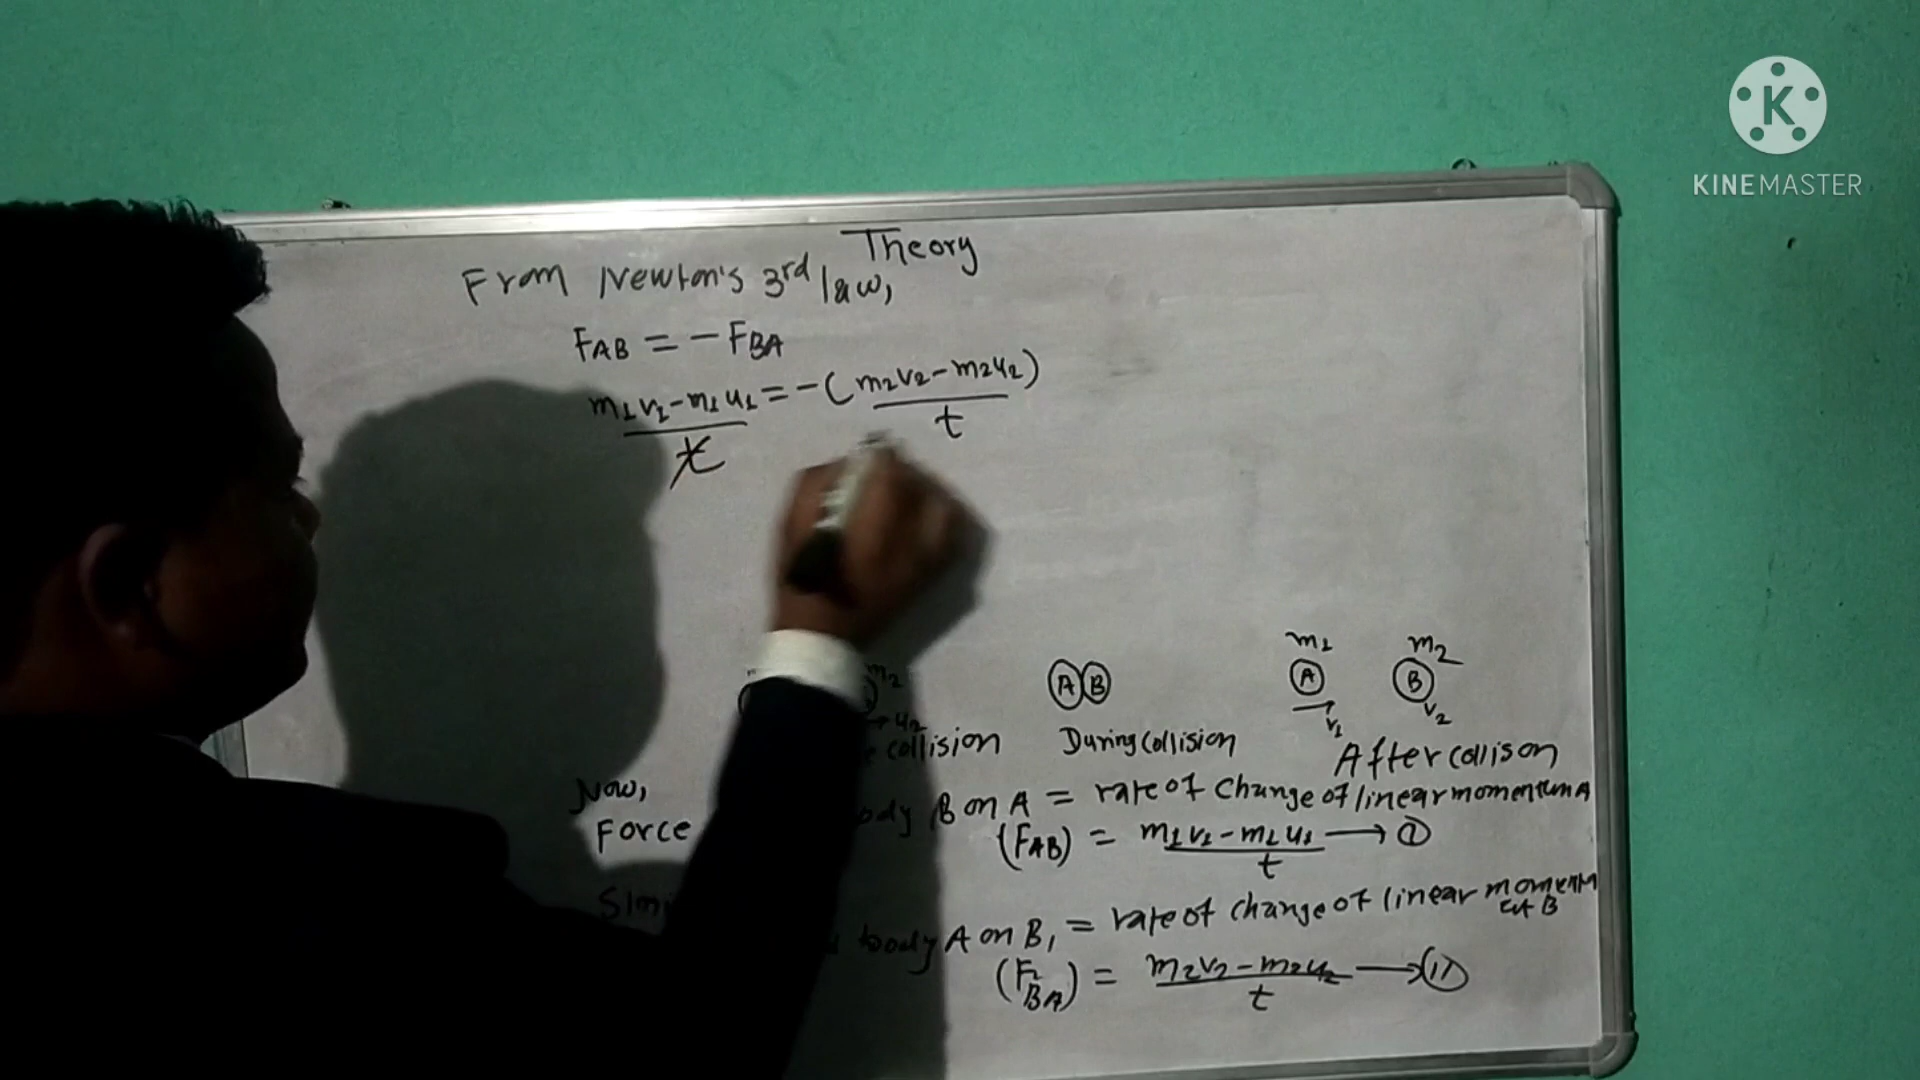 K
KINEMASTER
Theory
From Newton's 3rd law,
FAB = - FBA
m1v1 - m1u1 = - (m2v2 - m2u2)
t t
m2
u2
collision
A B
During collision
m1 m2
A B
v1 v2
After collison
Now,
Force body B on A = rate of change of linear momentum A
(FAB) = m1v1 - m1u1 → ①
t
body A on B, = rate of change of linear momentum
of B
(FBA) = m2v2 - m2u2 → ⑪
t